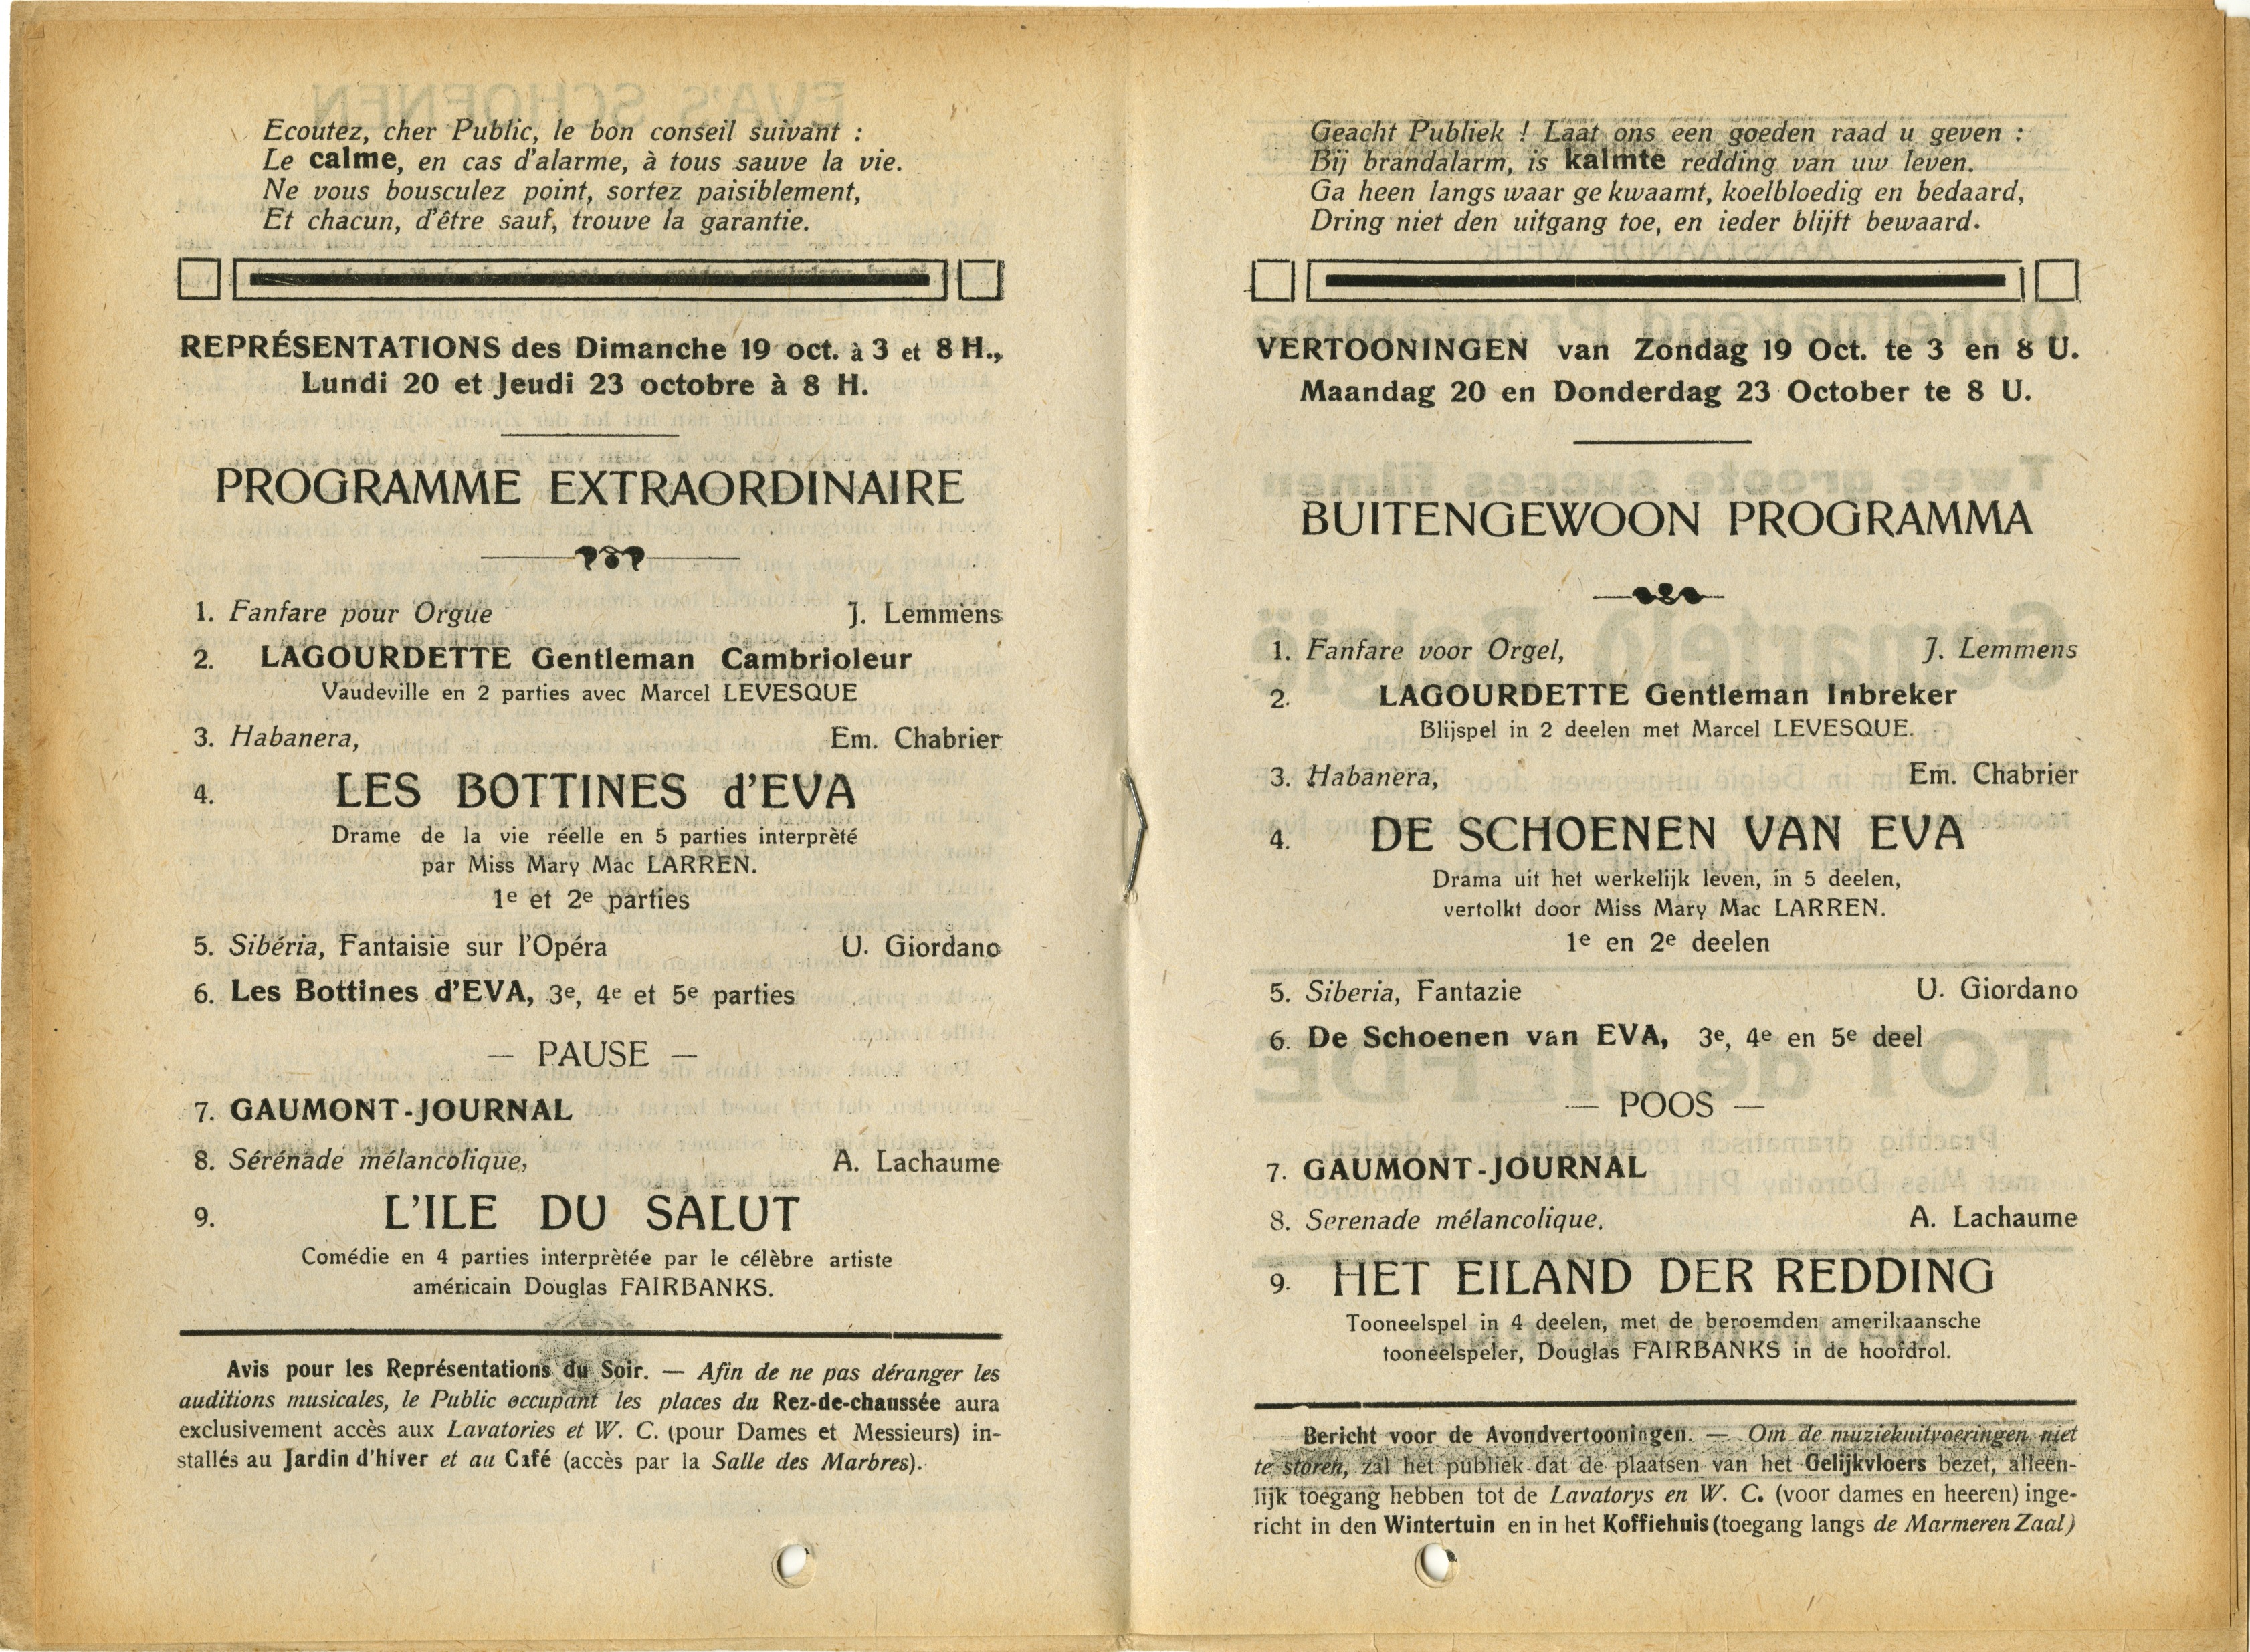 Ecoutez, cher Public, le bon conseil suivant :
Le calme, en cas d'alarme, à tous sauve la vie.
Ne vous bousculez point, sortez paisiblement,
Et chacun, d'être sauf, trouve la garantie.
REPRÉSENTATIONS des Dimanche 19 oct. à 3 et 8 H.,
Lundi 20 et Jeudi 23 octobre à 8 H.
PROGRAMME EXTRAORDINAIRE
1. Fanfare pour Orgue J. Lemmens
2. LAGOURDETTE Gentleman Cambrioleur
Vaudeville en 2 parties avec Marcel LEVESQUE
3. Habanera, Em. Chabrier
4. LES BOTTINES d'EVA
Drame de la vie réelle en 5 parties interprèté
par Miss Mary Mac LARREN.
1e et 2e parties
5. Sibéria, Fantaisie sur l'Opéra U. Giordano
6. Les Bottines d'EVA, 3e, 4e et 5e parties
— PAUSE —
7. GAUMONT-JOURNAL
8. Sérénade mélancolique, A. Lachaume
9. L'ILE DU SALUT
Comédie en 4 parties interprètée par le célèbre artiste
américain Douglas FAIRBANKS.
Avis pour les Représentations du Soir. — Afin de ne pas déranger les
auditions musicales, le Public occupant les places du Rez-de-chaussée aura
exclusivement accès aux Lavatories et W. C. (pour Dames et Messieurs) in-
stallés au Jardin d'hiver et au Café (accès par la Salle des Marbres).
Geacht Publiek ! Laat ons een goeden raad u geven :
Bij brandalarm, is kalmte redding van uw leven.
Ga heen langs waar ge kwaamt, koelbloedig en bedaard,
Dring niet den uitgang toe, en ieder blijft bewaard.
VERTOONINGEN van Zondag 19 Oct. te 3 en 8 U.
Maandag 20 en Donderdag 23 October te 8 U.
BUITENGEWOON PROGRAMMA
1. Fanfare voor Orgel, J. Lemmens
2. LAGOURDETTE Gentleman Inbreker
Blijspel in 2 deelen met Marcel LEVESQUE.
3. Habanera, Em. Chabrier
4. DE SCHOENEN VAN EVA
Drama uit het werkelijk leven, in 5 deelen,
vertolkt door Miss Mary Mac LARREN.
1e en 2e deelen
5. Siberia, Fantazie U. Giordano
6. De Schoenen van EVA, 3e, 4e en 5e deel
— POOS —
7. GAUMONT-JOURNAL
8. Serenade mélancolique. A. Lachaume
9. HET EILAND DER REDDING
Tooneelspel in 4 deelen, met de beroemden amerikaansche
tooneelspeler, Douglas FAIRBANKS in de hoofdrol.
Bericht voor de Avondvertooningen. — Om de muziekuitvoeringen niet
te storen, zal het publiek dat de plaatsen van het Gelijkvloers bezet, alleen-
lijk toegang hebben tot de Lavatorys en W. C. (voor dames en heeren) inge-
richt in den Wintertuin en in het Koffiehuis (toegang langs de Marmeren Zaal)